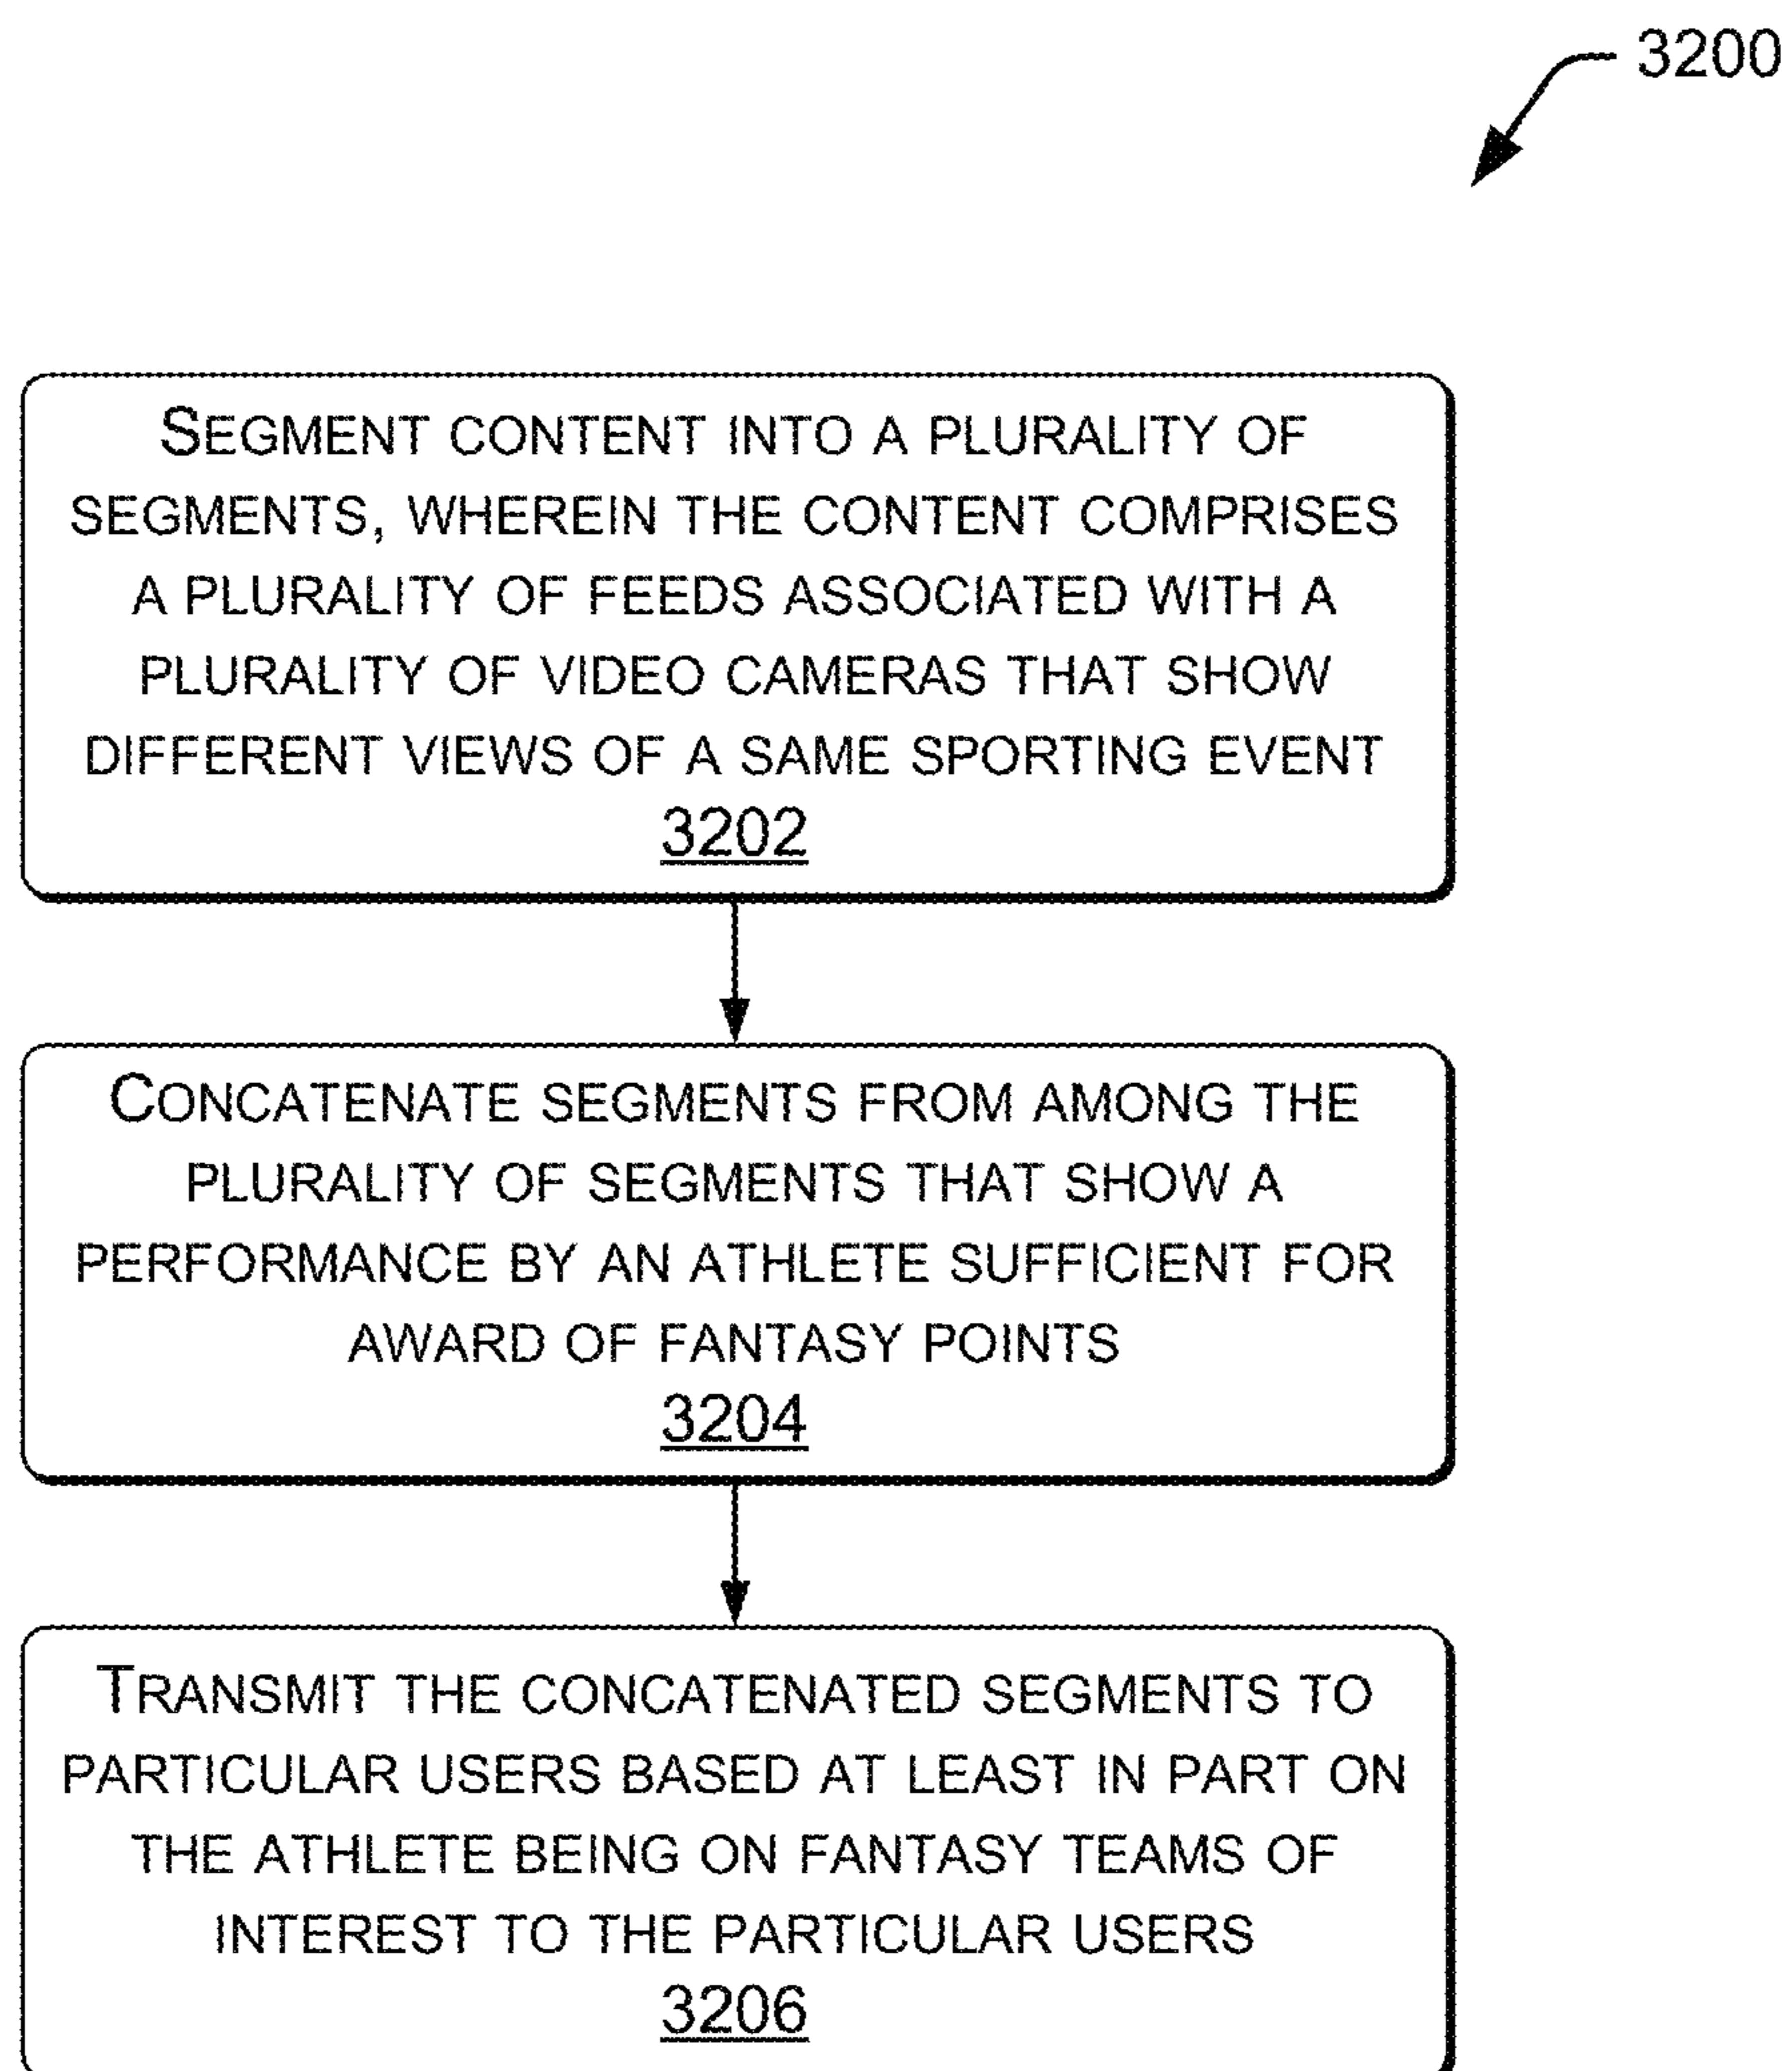 3200
SEGMENT CONTENT INTO A PLURALITY OF
SEGMENTS, WHEREIN THE CONTENT COMPRISES
A PLURALITY OF FEEDS ASSOCIATED WITH A
PLURALITY OF VIDEO CAMERAS THAT SHOW
DIFFERENT VIEWS OF A SAME SPORTING EVENT
3202
CONCATENATE SEGMENTS FROM AMONG THE
PLURALITY OF SEGMENTS THAT SHOW A
PERFORMANCE BY AN ATHLETE SUFFICIENT FOR
AWARD OF FANTASY POINTS
3204
TRANSMIT THE CONCATENATED SEGMENTS TO
PARTICULAR USERS BASED AT LEAST IN PART ON
THE ATHLETE BEING ON FANTASY TEAMS OF
INTEREST TO THE PARTICULAR USERS
3206